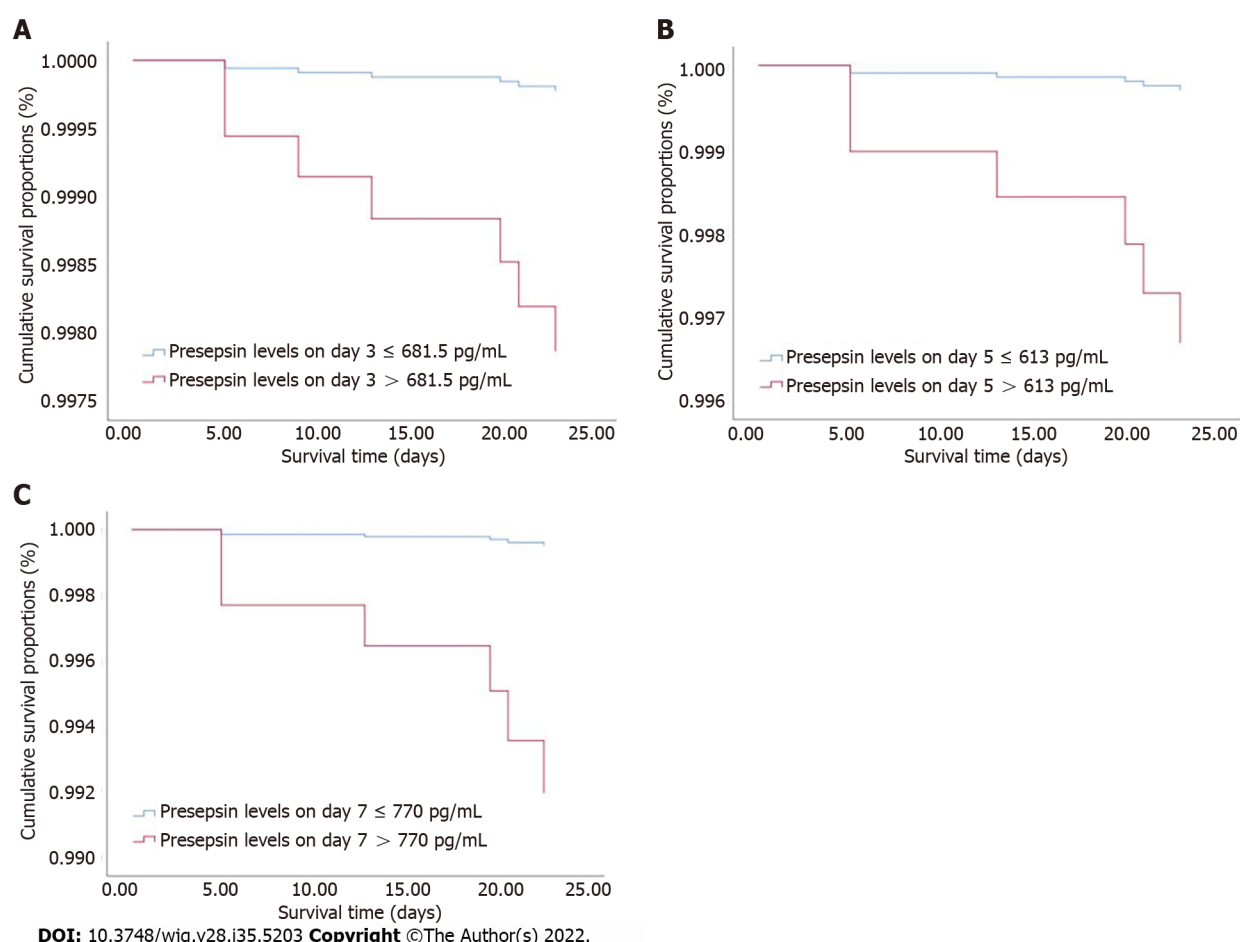 A
Cumulative survival proportions (%)
1.0000
0.9995
0.9990
0.9985
0.9980
0.9975
Presepsin levels on day 3 ≤ 681.5 pg/mL
Presepsin levels on day 3 > 681.5 pg/mL
0.00 5.00 10.00 15.00 20.00 25.00
Survival time (days)
B
Cumulative survival proportions (%)
1.000
0.999
0.998
0.997
0.996
Presepsin levels on day 5 ≤ 613 pg/mL
Presepsin levels on day 5 > 613 pg/mL
0.00 5.00 10.00 15.00 20.00 25.00
Survival time (days)
C
Cumulative survival proportions (%)
1.000
0.998
0.996
0.994
0.992
0.990
Presepsin levels on day 7 ≤ 770 pg/mL
Presepsin levels on day 7 > 770 pg/mL
0.00 5.00 10.00 15.00 20.00 25.00
Survival time (days)
DOI: 10.3748/wjg.v28.i35.5203 Copyright ©The Author(s) 2022.